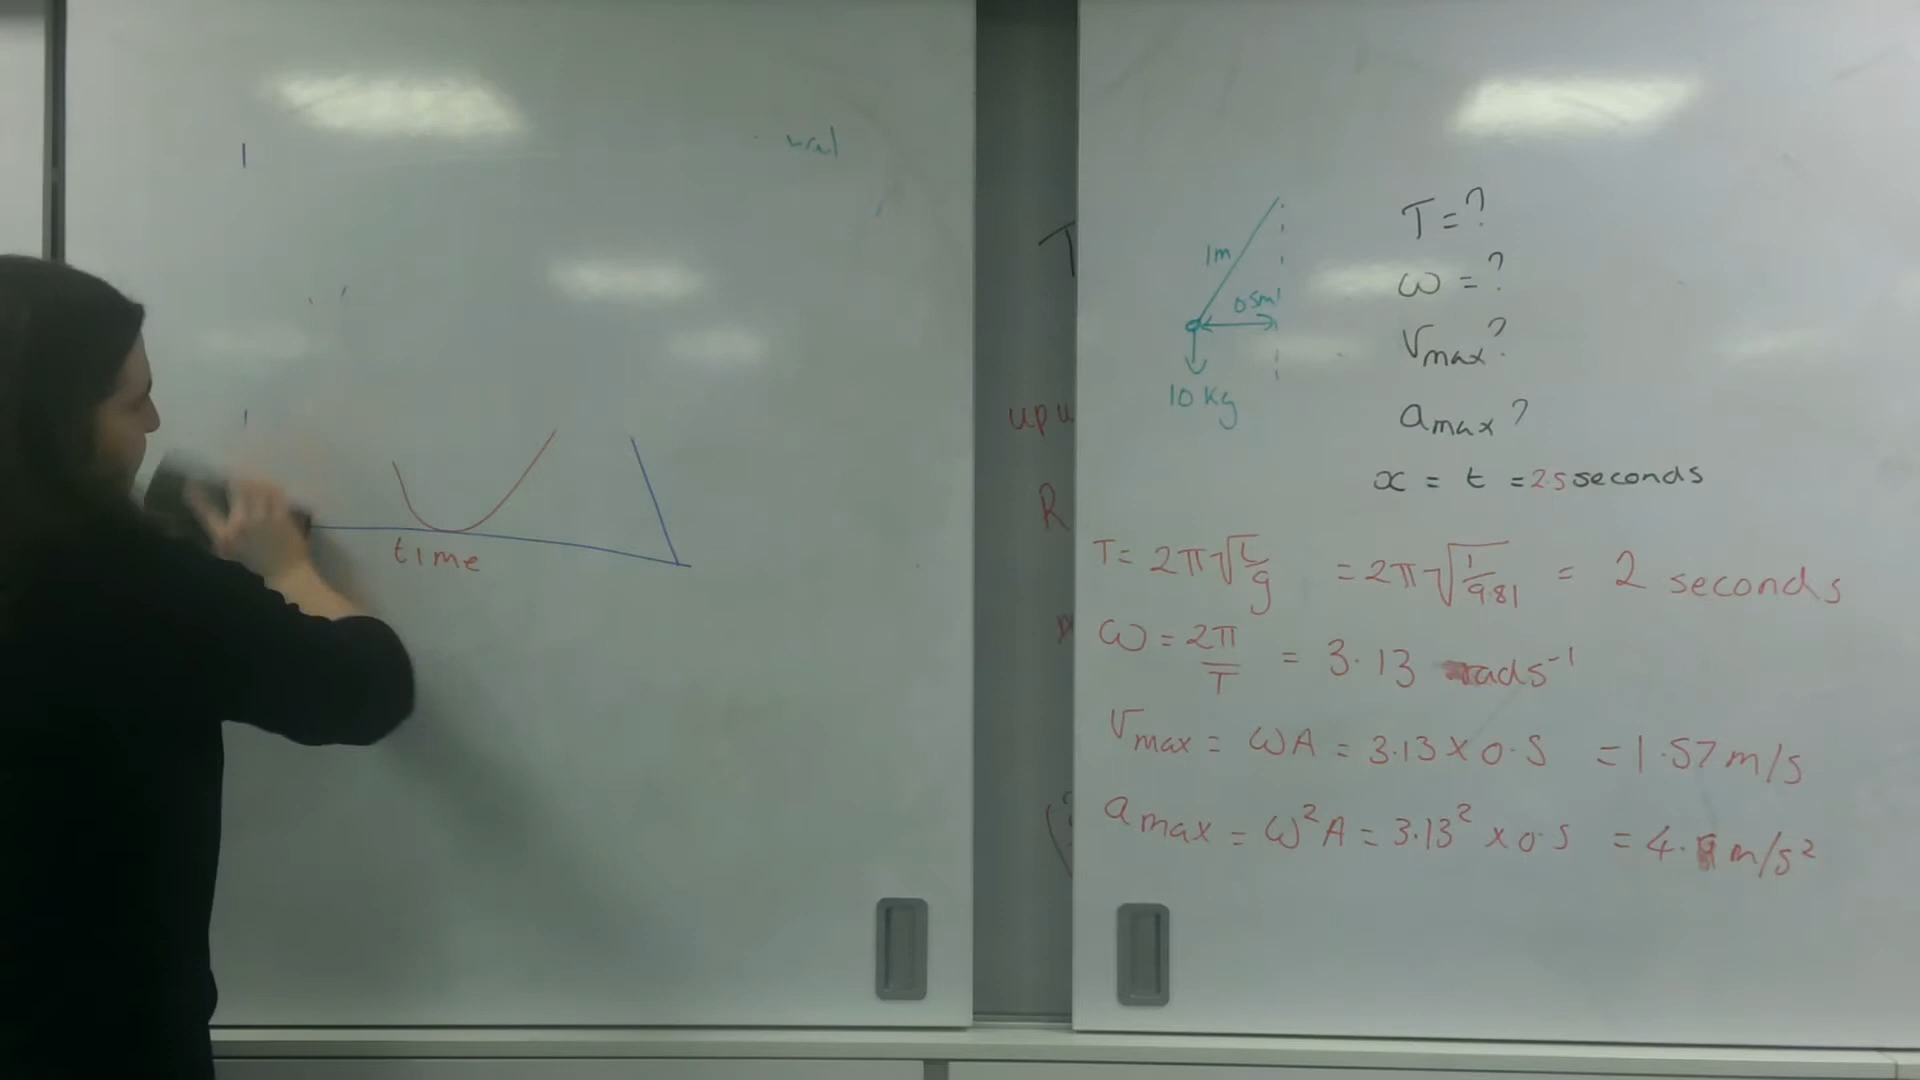 time
T
upw
R
1m
0.5m
10 kg
T = ?
ω = ?
Vmax?
amax?
x = t = 2.5 seconds
T = 2π√L/g = 2π√1/9.81 = 2 seconds
ω = 2π/T = 3.13 rads⁻¹
Vmax = ωA = 3.13 x 0.5 = 1.57 m/s
amax = ω²A = 3.13² x 0.5 = 4.9 m/s²